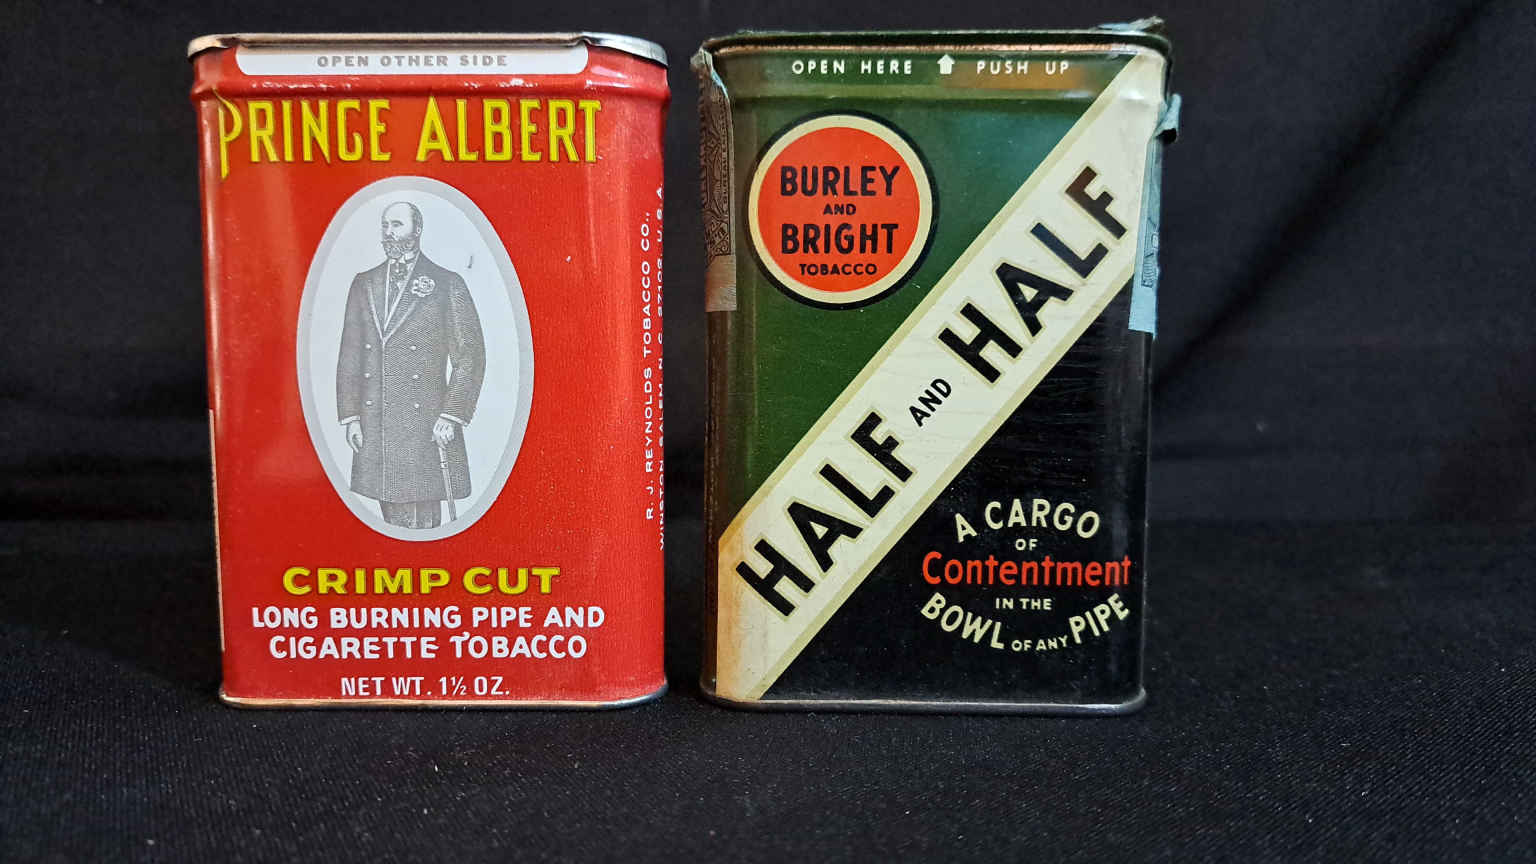 OPEN OTHER SIDE
PRINCE ALBERT
CRIMP CUT
LONG BURNING PIPE AND
CIGARETTE TOBACCO
NET WT. 1½ OZ.
R. J. REYNOLDS TOBACCO CO.,
WINSTON-SALEM, N. C. 27102, U.S.A.
OPEN HERE PUSH UP
BURLEY
AND
BRIGHT
TOBACCO
HALF AND HALF
A CARGO
OF
Contentment
IN THE
BOWL OF ANY PIPE